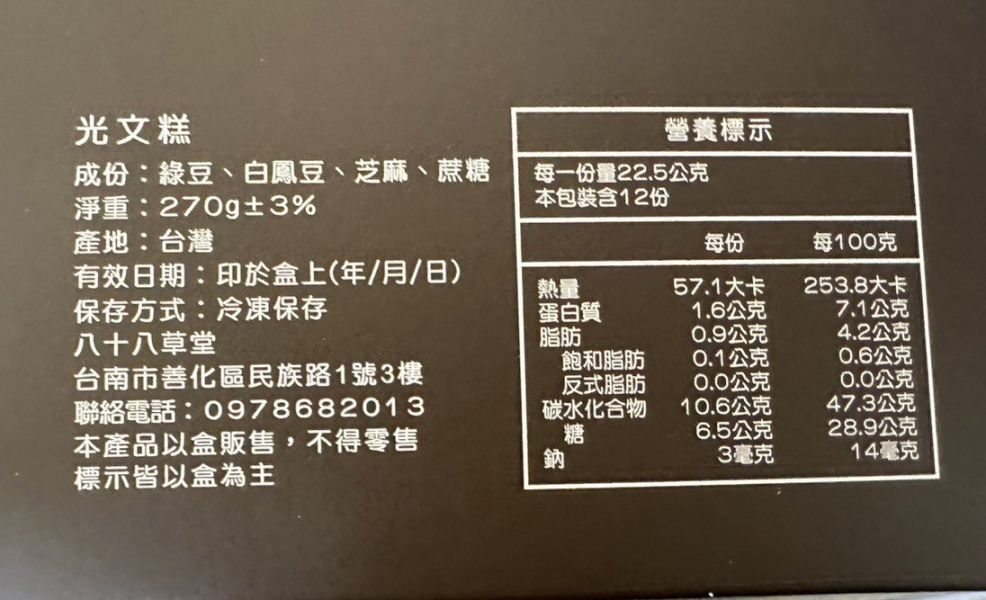 光文糕
成份：綠豆、白鳳豆、芝麻、蔗糖
淨重：270g±3%
產地：台灣
有效日期：印於盒上(年/月/日)
保存方式：冷凍保存
八十八草堂
台南市善化區民族路1號3樓
聯絡電話：0978682013
本產品以盒販售，不得零售
標示皆以盒為主
營養標示
每一份量22.5公克
本包裝含12份
每份 每100克
熱量 57.1大卡 253.8大卡
蛋白質 1.6公克 7.1公克
脂肪 0.9公克 4.2公克
飽和脂肪 0.1公克 0.6公克
反式脂肪 0.0公克 0.0公克
碳水化合物 10.6公克 47.3公克
糖 6.5公克 28.9公克
鈉 3毫克 14毫克